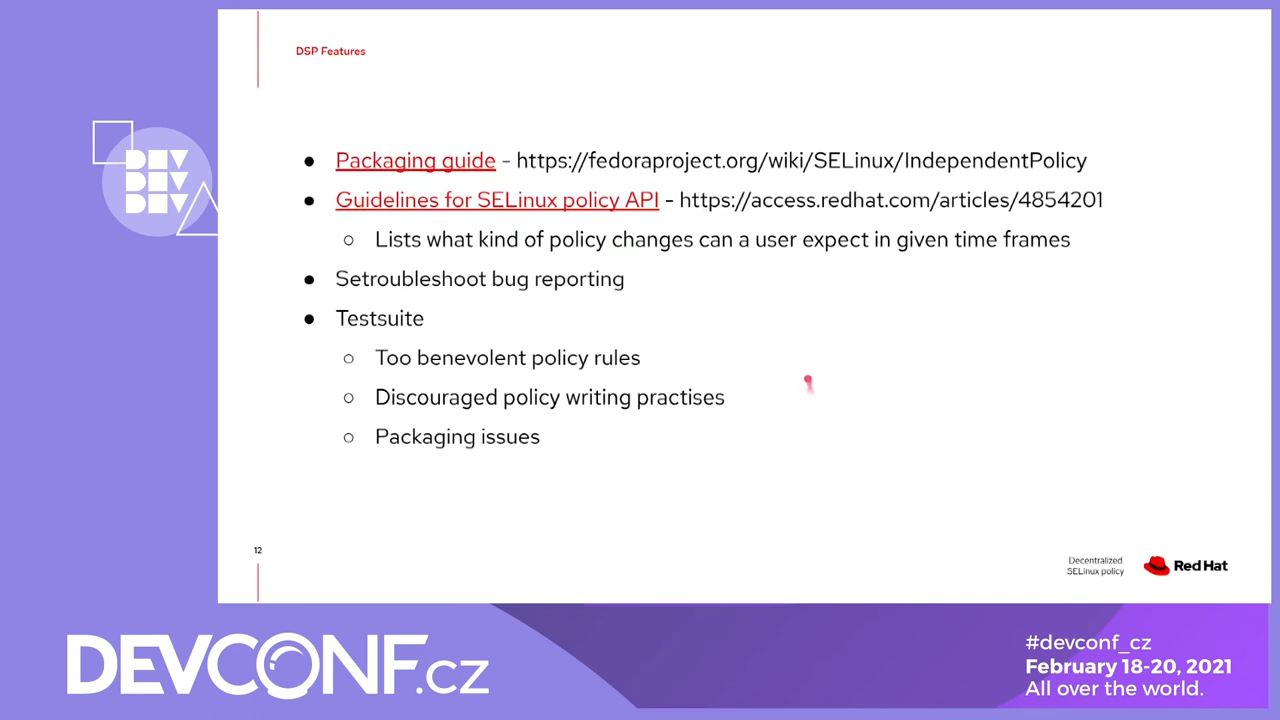 DSP Features
DEV
DEV
DEV
● Packaging guide - https://fedoraproject.org/wiki/SELinux/IndependentPolicy
● Guidelines for SELinux policy API - https://access.redhat.com/articles/4854201
○ Lists what kind of policy changes can a user expect in given time frames
● Setroubleshoot bug reporting
● Testsuite
○ Too benevolent policy rules
○ Discouraged policy writing practises
○ Packaging issues
12
Decentralized
SELinux policy
Red Hat
DEVCONF.cz
#devconf_cz
February 18-20, 2021
All over the world.